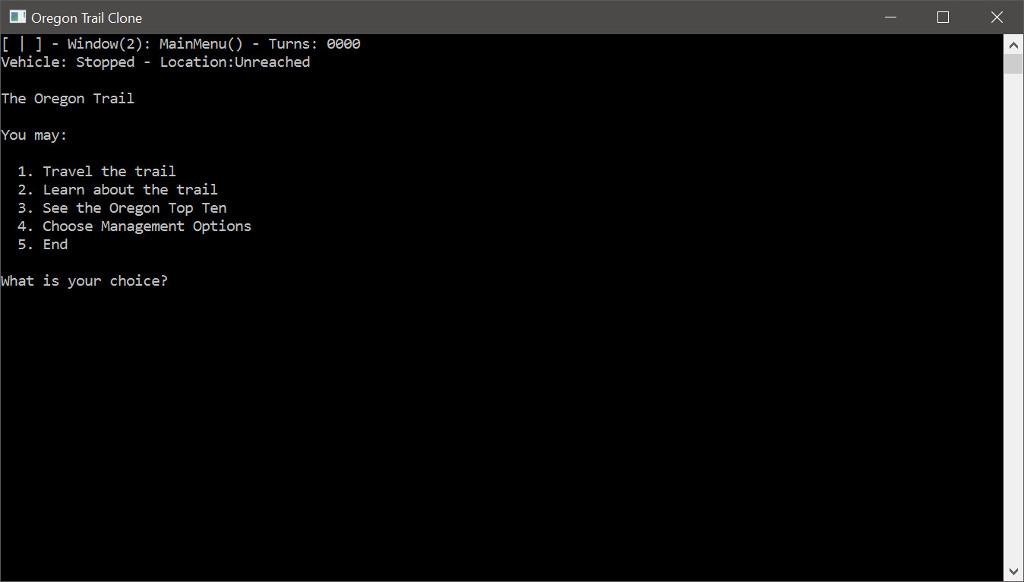 Oregon Trail Clone
[ | ] - Window(2): MainMenu() - Turns: 0000
Vehicle: Stopped - Location:Unreached
The Oregon Trail
You may:
1. Travel the trail
2. Learn about the trail
3. See the Oregon Top Ten
4. Choose Management Options
5. End
What is your choice?